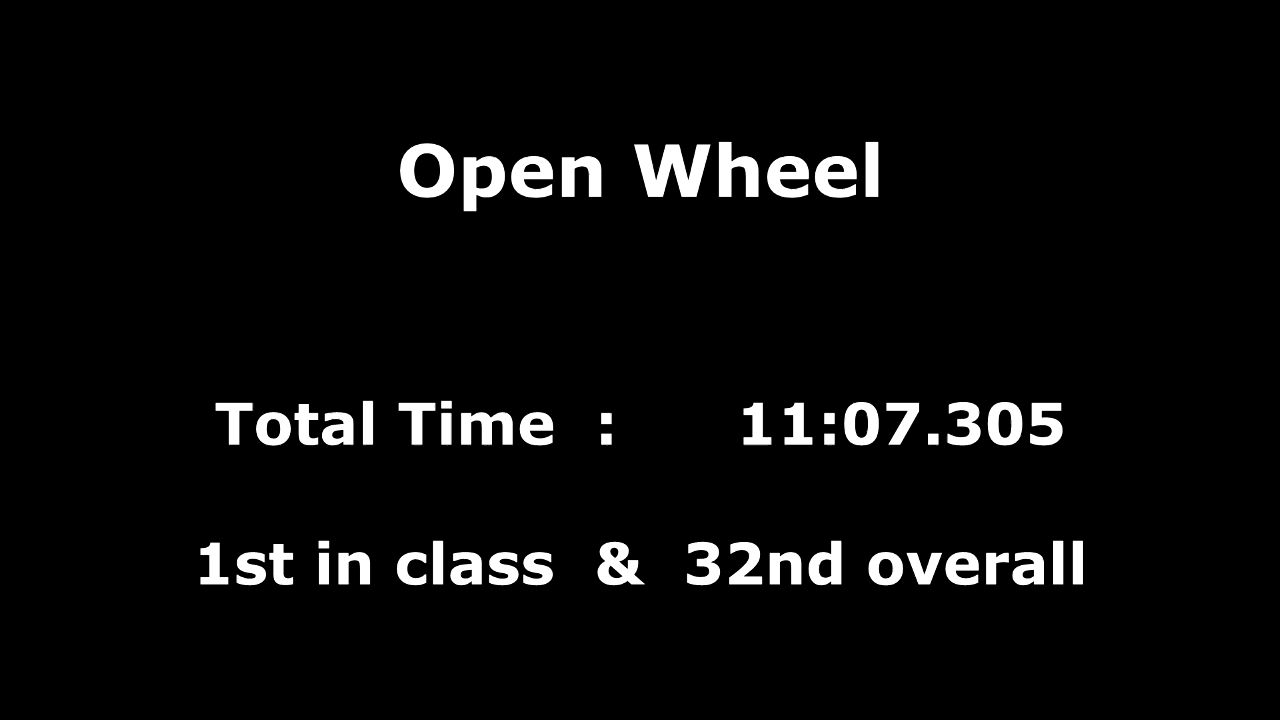 Open Wheel
Total Time : 11:07.305
1st in class & 32nd overall